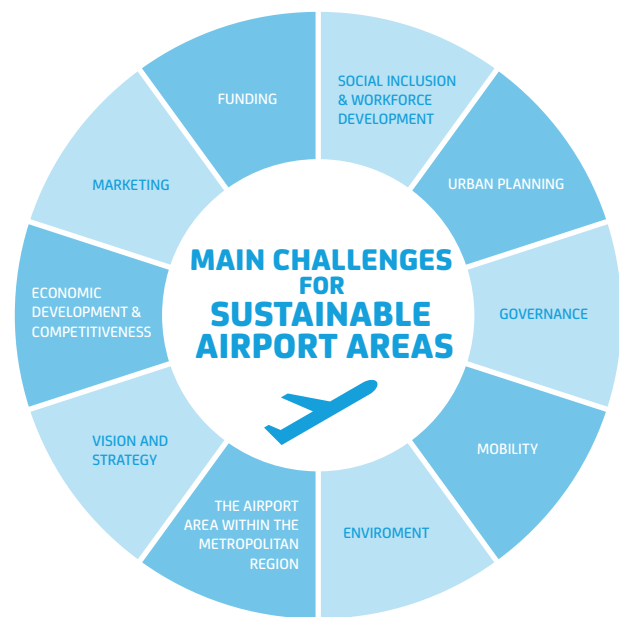 MAIN CHALLENGES
FOR
SUSTAINABLE
AIRPORT AREAS
SOCIAL INCLUSION
& WORKFORCE
DEVELOPMENT
URBAN PLANNING
GOVERNANCE
MOBILITY
ENVIROMENT
THE AIRPORT
AREA WITHIN THE
METROPOLITAN
REGION
VISION AND
STRATEGY
ECONOMIC
DEVELOPMENT &
COMPETITIVENESS
MARKETING
FUNDING